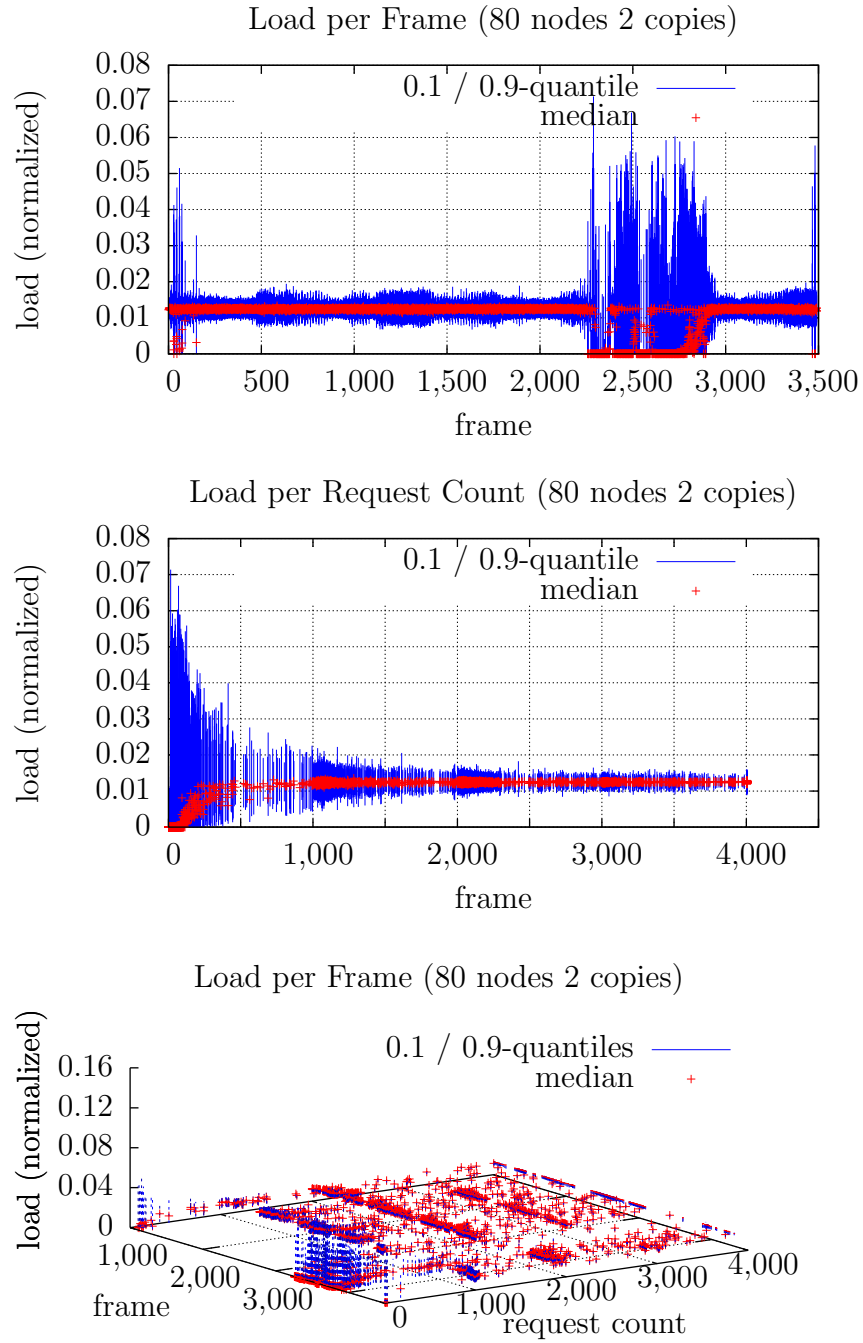 Load per Frame (80 nodes 2 copies)
0.08
0.07
0.06
0.05
0.04
0.03
0.02
0.01
0
load (normalized)
0.1 / 0.9-quantile
median
0 500 1,000 1,500 2,000 2,500 3,000 3,500
frame
Load per Request Count (80 nodes 2 copies)
0.08
0.07
0.06
0.05
0.04
0.03
0.02
0.01
0
load (normalized)
0.1 / 0.9-quantile
median
0 1,000 2,000 3,000 4,000
frame
Load per Frame (80 nodes 2 copies)
0.1 / 0.9-quantiles
median
load (normalized)
0.16
0.12
0.08
0.04
0
1,000
2,000
3,000
frame
0
1,000
2,000
3,000
4,000
request count